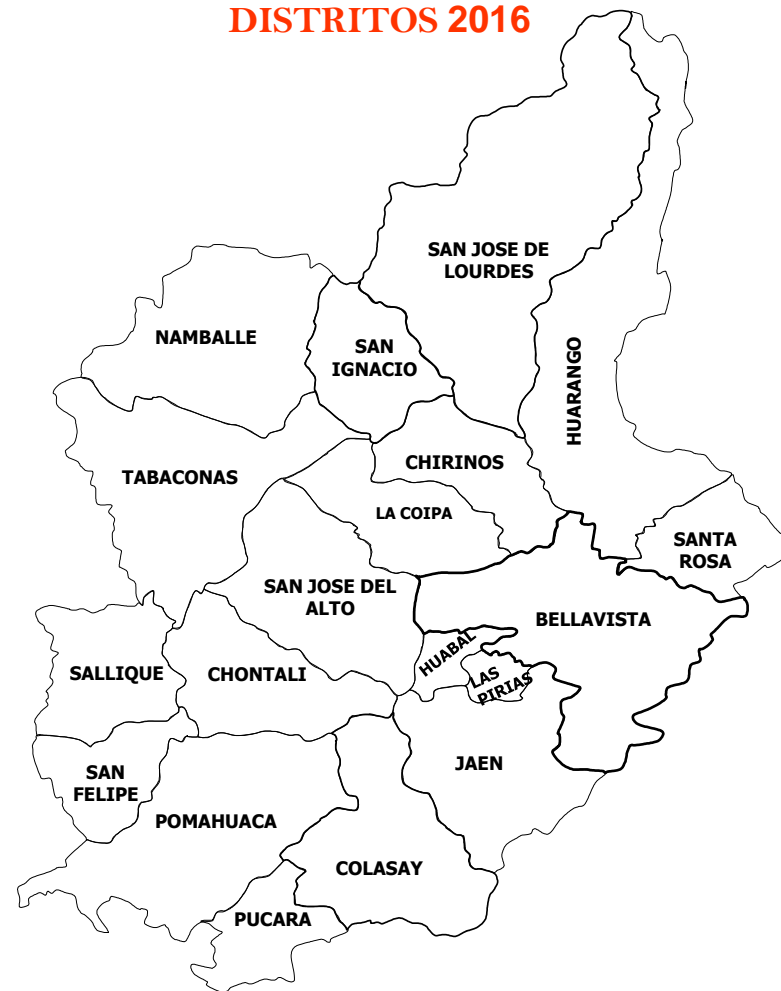 DISTRITOS 2016
SAN JOSE DE
LOURDES
NAMBALLE
SAN
IGNACIO
HUARANGO
TABACONAS
CHIRINOS
LA COIPA
SANTA
ROSA
SAN JOSE DEL
ALTO
BELLAVISTA
HUABAL
SALLIQUE
CHONTALI
LAS
PIRIAS
JAEN
SAN
FELIPE
POMAHUACA
COLASAY
PUCARA